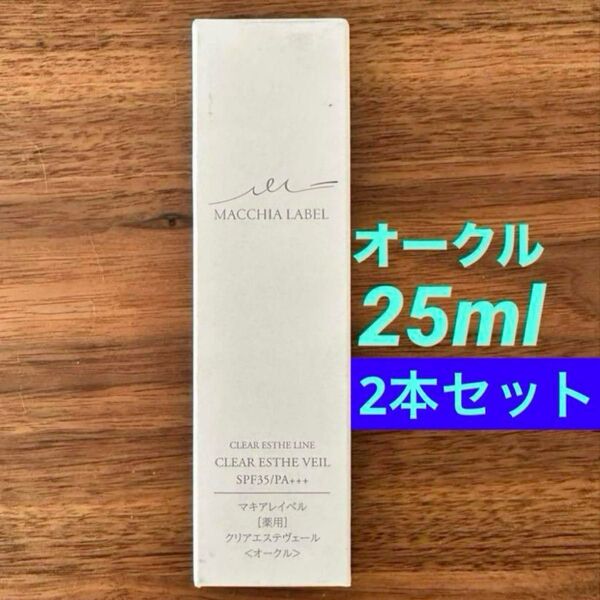 MACCHIA LABEL
オークル
25ml
2本セット
CLEAR ESTHE LINE
CLEAR ESTHE VEIL
SPF35/PA+++
マキアレイベル
[薬用]
クリアエステヴェール
<オークル>